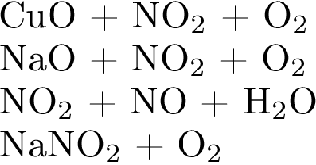 CuO + NO₂ + O₂
NaO + NO₂ + O₂
NO₂ + NO + H₂O
NaNO₂ + O₂